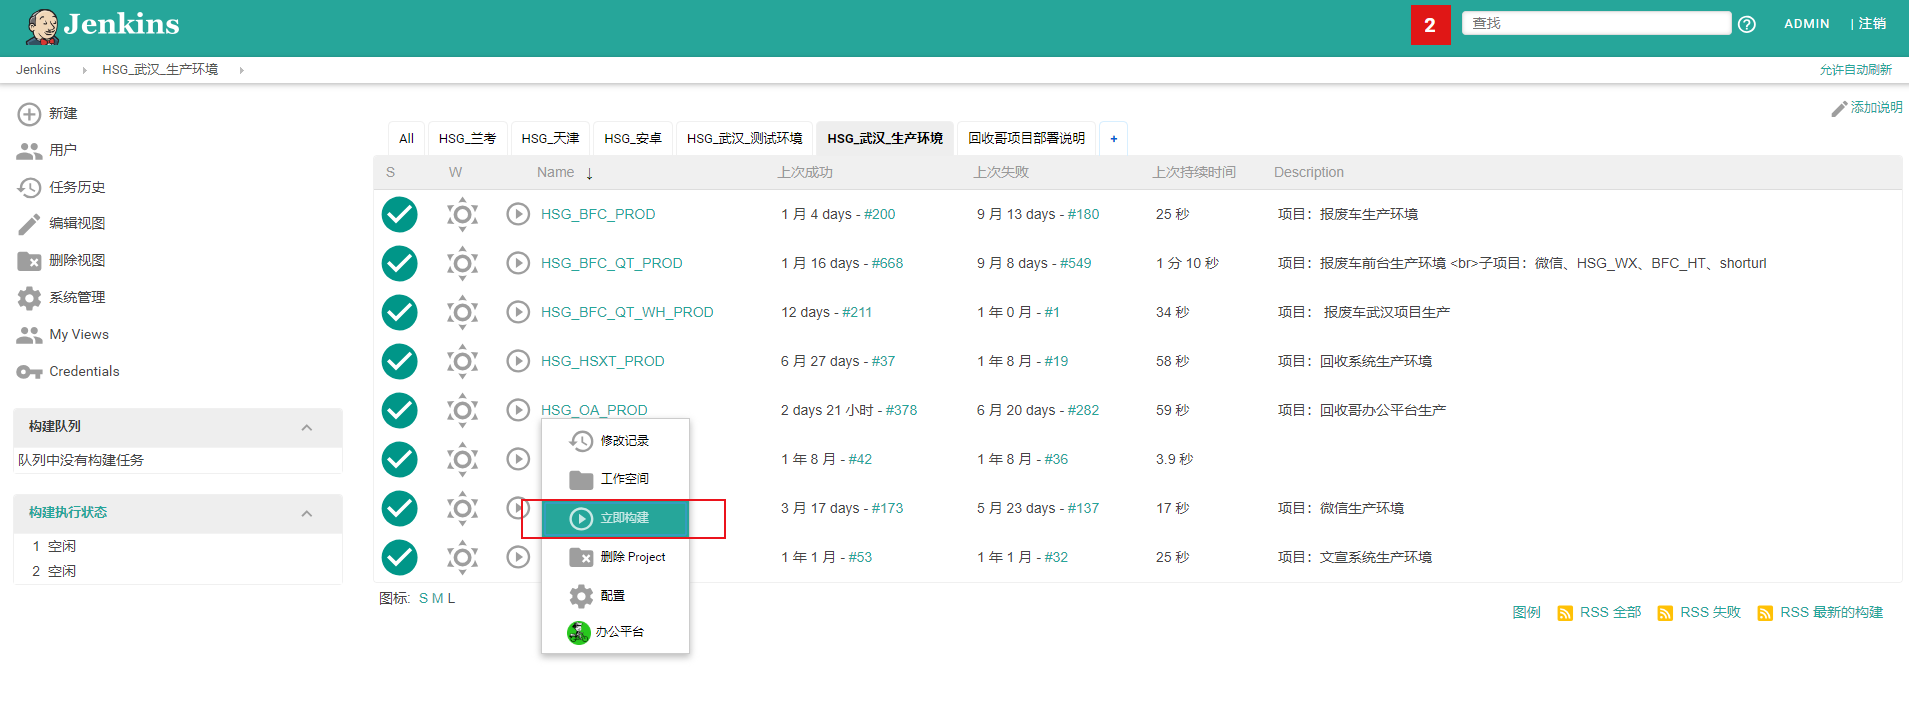 Jenkins
2
查找
ADMIN
| 注销
Jenkins
HSG_武汉_生产环境
允许自动刷新
新建
用户
任务历史
编辑视图
删除视图
系统管理
My Views
Credentials
构建队列
队列中没有构建任务
构建执行状态
1 空闲
2 空闲
添加说明
All HSG_兰考 HSG_天津 HSG_安卓 HSG_武汉_测试环境 HSG_武汉_生产环境 回收哥项目部署说明 +
S W Name ↓ 上次成功 上次失败 上次持续时间 Description
HSG_BFC_PROD 1 月 4 days - #200 9 月 13 days - #180 25 秒 项目：报废车生产环境
HSG_BFC_QT_PROD 1 月 16 days - #668 9 月 8 days - #549 1 分 10 秒 项目：报废车前台生产环境 <br>子项目：微信、HSG_WX、BFC_HT、shorturl
HSG_BFC_QT_WH_PROD 12 days - #211 1 年 0 月 - #1 34 秒 项目： 报废车武汉项目生产
HSG_HSXT_PROD 6 月 27 days - #37 1 年 8 月 - #19 58 秒 项目：回收系统生产环境
HSG_OA_PROD 2 days 21 小时 - #378 6 月 20 days - #282 59 秒 项目：回收哥办公平台生产
1 年 8 月 - #42 1 年 8 月 - #36 3.9 秒
3 月 17 days - #173 5 月 23 days - #137 17 秒 项目：微信生产环境
1 年 1 月 - #53 1 年 1 月 - #32 25 秒 项目：文宣系统生产环境
修改记录
工作空间
立即构建
删除 Project
配置
办公平台
图标: S M L
图例 RSS 全部 RSS 失败 RSS 最新的构建